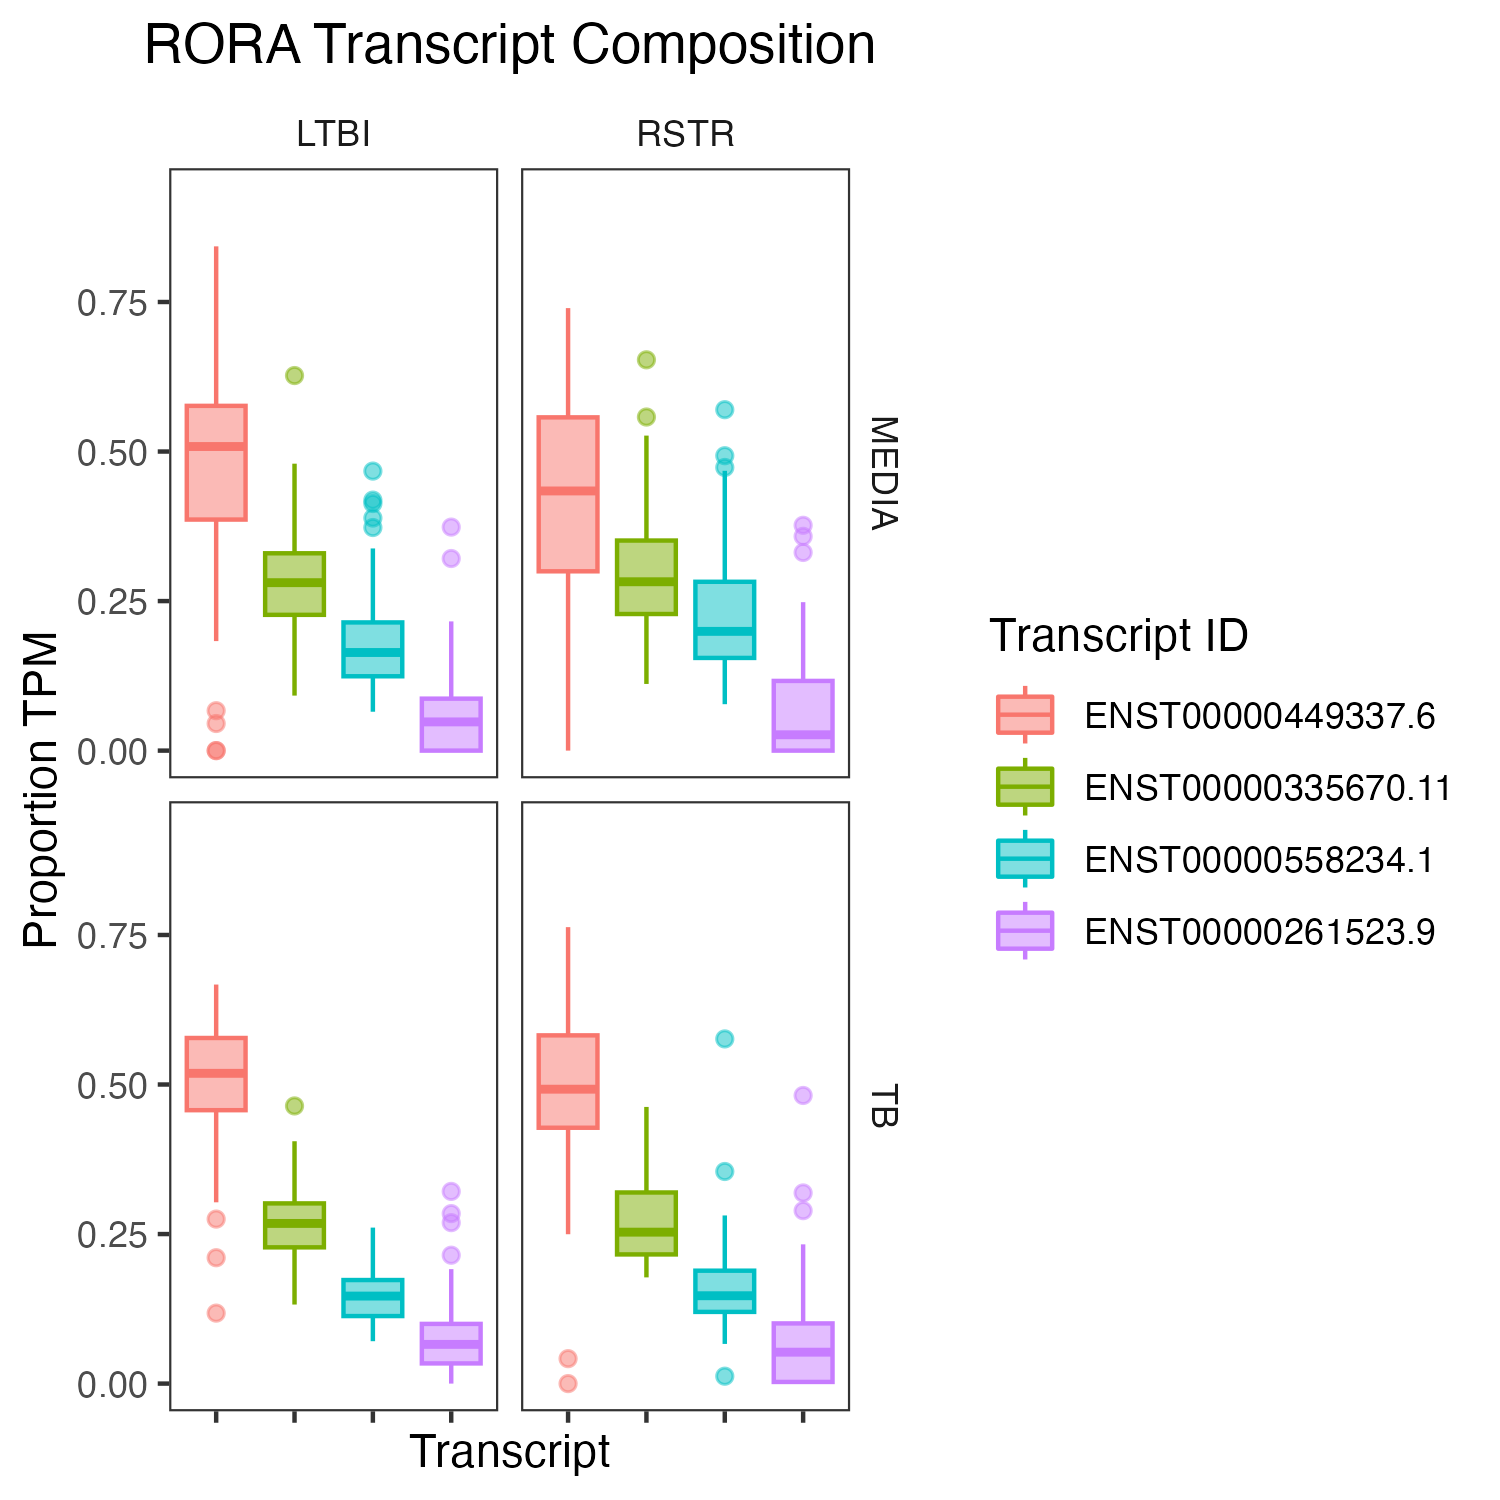 RORA Transcript Composition
LTBI
RSTR
MEDIA
TB
Proportion TPM
0.75
0.50
0.25
0.00
0.75
0.50
0.25
0.00
Transcript
Transcript ID
ENST00000449337.6
ENST00000335670.11
ENST00000558234.1
ENST00000261523.9